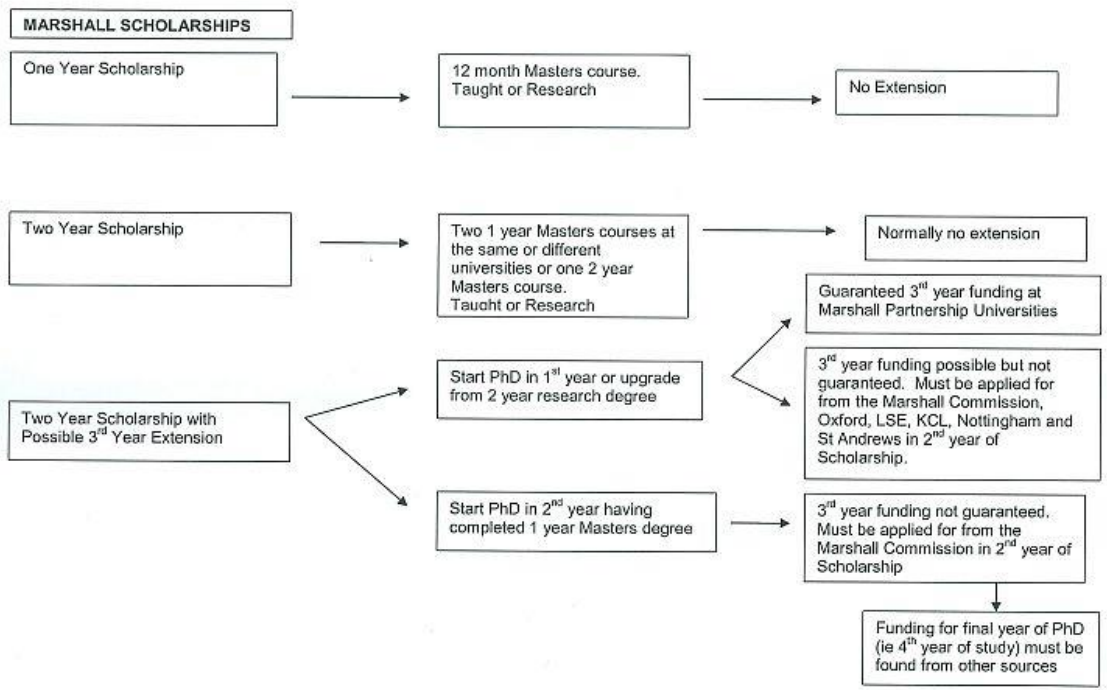 MARSHALL SCHOLARSHIPS
One Year Scholarship
12 month Masters course.
Taught or Research
No Extension
Two Year Scholarship
Two 1 year Masters courses at
the same or different
universities or one 2 year
Masters course.
Taught or Research
Normally no extension
Two Year Scholarship with
Possible 3rd Year Extension
Start PhD in 1st year or upgrade
from 2 year research degree
Guaranteed 3rd year funding at
Marshall Partnership Universities
3rd year funding possible but not
guaranteed. Must be applied for
from the Marshall Commission,
Oxford, LSE, KCL, Nottingham and
St Andrews in 2nd year of
Scholarship.
Start PhD in 2nd year having
completed 1 year Masters degree
3rd year funding not guaranteed.
Must be applied for from the
Marshall Commission in 2nd year of
Scholarship
Funding for final year of PhD
(ie 4th year of study) must be
found from other sources